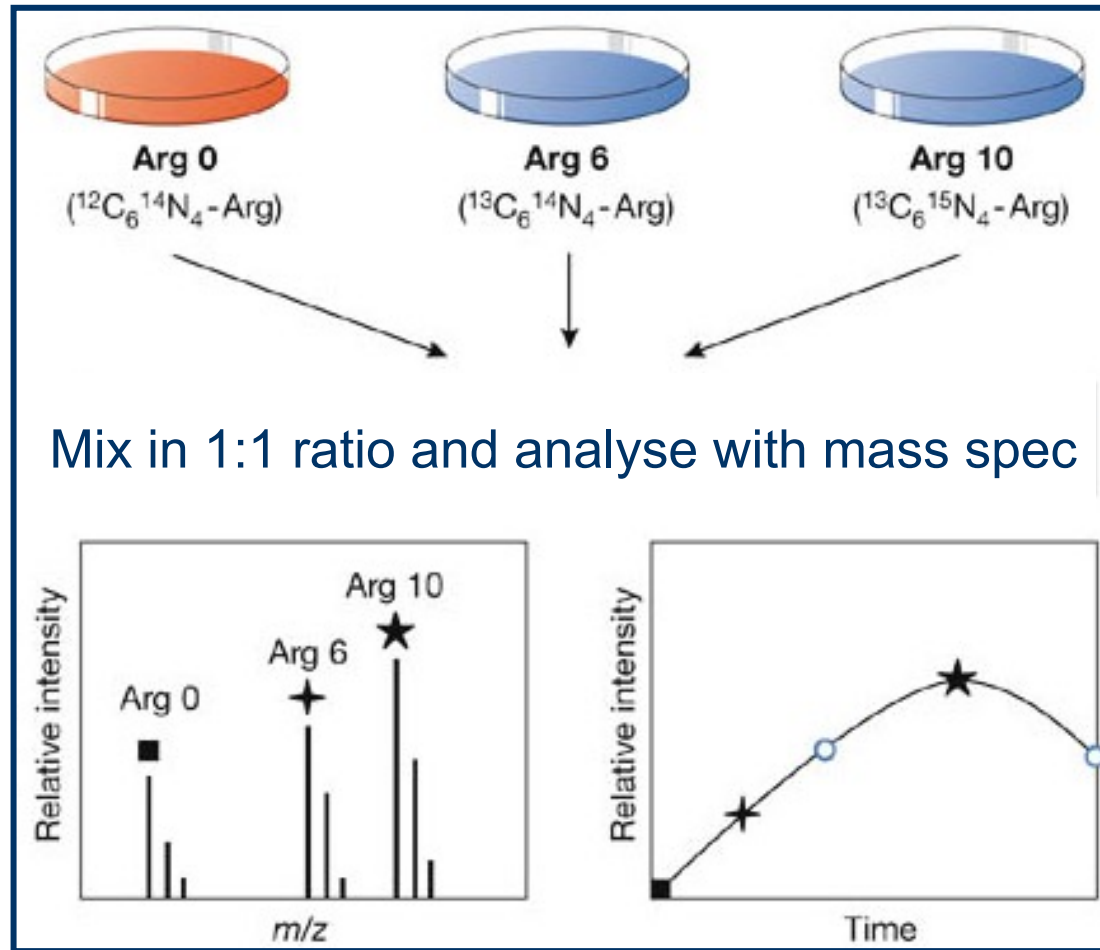 Arg 0 Arg 6 Arg 10
(¹²C₆¹⁴N₄-Arg) (¹³C₆¹⁴N₄-Arg) (¹³C₆¹⁵N₄-Arg)
Mix in 1:1 ratio and analyse with mass spec
Relative intensity
Arg 0
Arg 6
Arg 10
m/z
Relative intensity
Time